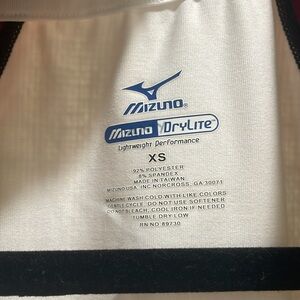 MIZUNO
MIZUNO DRYLITE™
Lightweight Performance
XS
92% POLYESTER
8% SPANDEX
MADE IN TAIWAN
MIZUNO USA, INC. NORCROSS, GA 30071
MACHINE WASH COLD WITH LIKE COLORS
GENTLE CYCLE. DO NOT USE SOFTENER
DO NOT BLEACH, COOL IRON IF NEEDED
TUMBLE DRY LOW
RN NO 89730